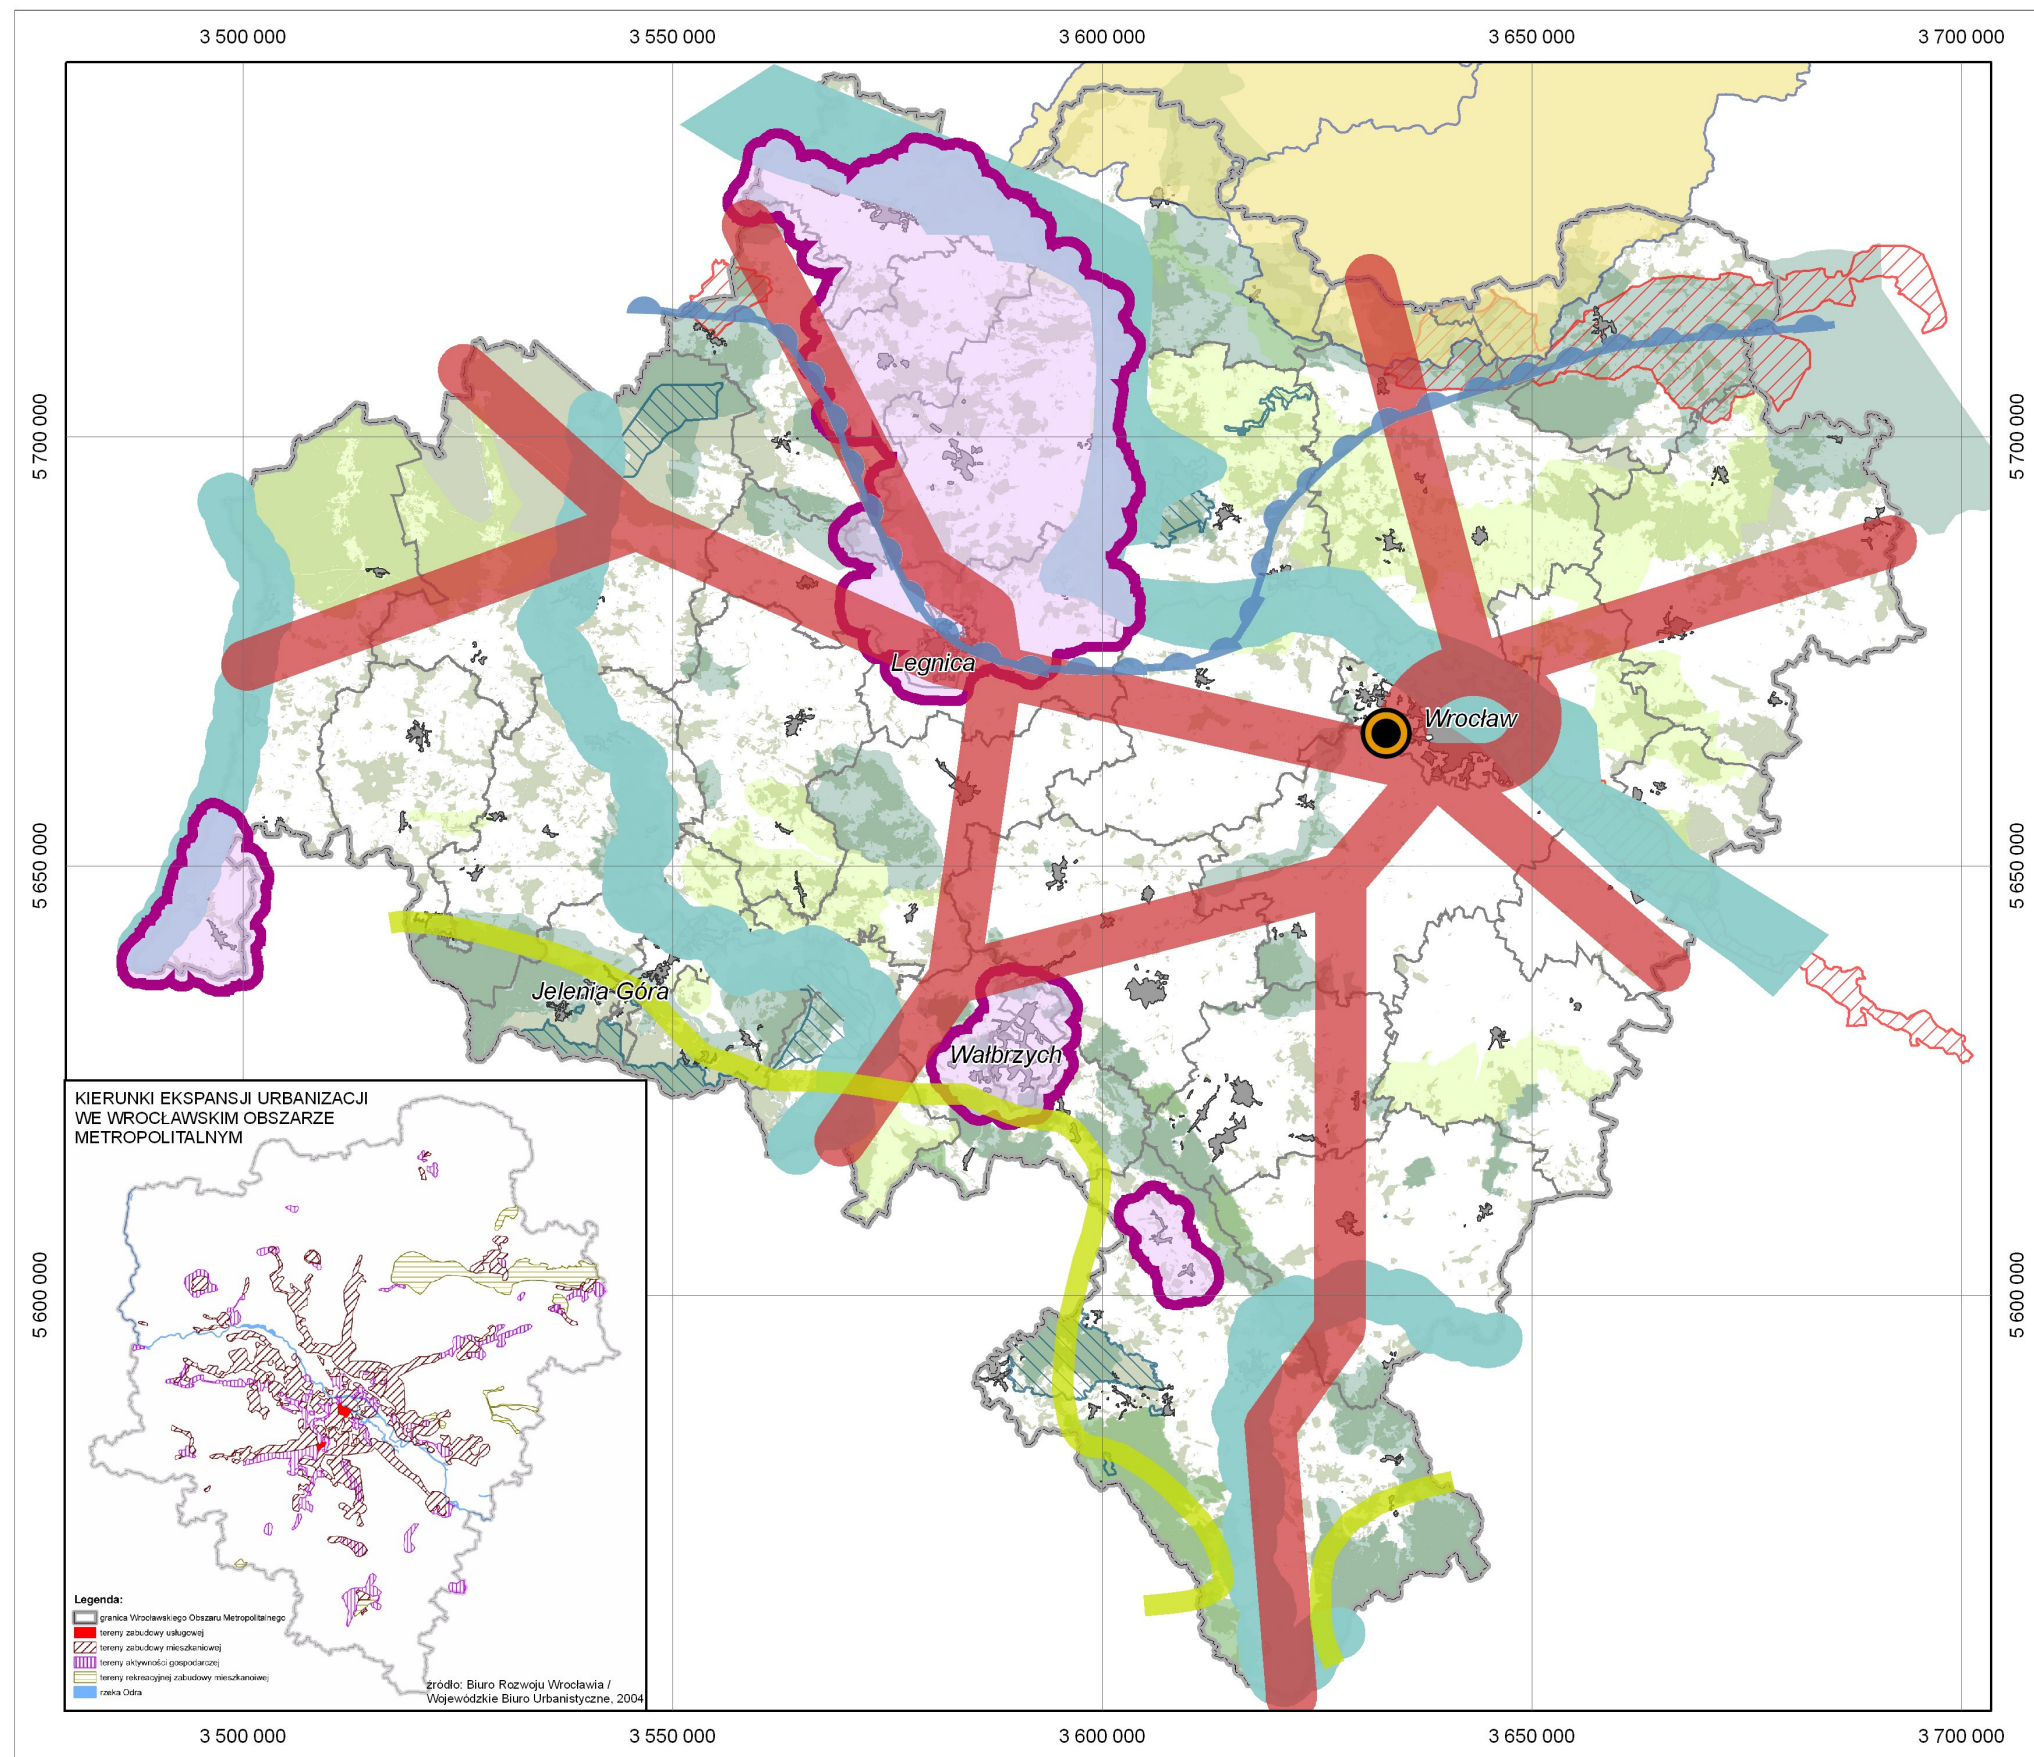 3 500 000
3 550 000
3 600 000
3 650 000
3 700 000
5 700 000
5 700 000
Legnica
Wrocław
5 650 000
5 650 000
Jelenia Góra
Wałbrzych
KIERUNKI EKSPANSJI URBANIZACJI
WE WROCŁAWSKIM OBSZARZE
METROPOLITALNYM
5 600 000
5 600 000
Legenda:
granica Wrocławskiego Obszaru Metropolitalnego
tereny zabudowy usługowej
tereny zabudowy mieszkaniowej
tereny aktywności gospodarczej
tereny rekreacyjnej zabudowy mieszkanoiwej
rzeka Odra
źródło: Biuro Rozwoju Wrocławia /
Wojewódzkie Biuro Urbanistyczne, 2004
3 500 000
3 550 000
3 600 000
3 650 000
3 700 000